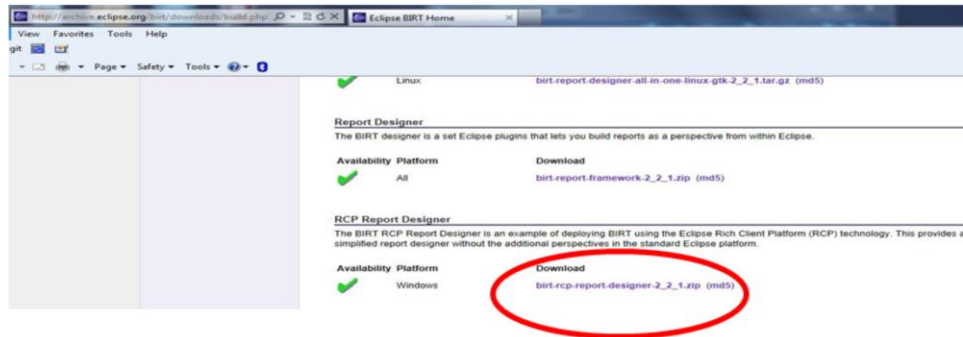 http://archive.eclipse.org/birt/downloads/build.php?
Eclipse BIRT Home
View Favorites Tools Help
git
Page Safety Tools
Linux birt-report-designer-all-in-one-linux-gtk-2_2_1.tar.gz (md5)
Report Designer
The BIRT designer is a set Eclipse plugins that lets you build reports as a perspective from within Eclipse.
Availability Platform Download
All birt-report-framework-2_2_1.zip (md5)
RCP Report Designer
The BIRT RCP Report Designer is an example of deploying BIRT using the Eclipse Rich Client Platform (RCP) technology. This provides a
simplified report designer without the additional perspectives in the standard Eclipse platform.
Availability Platform Download
Windows birt-rcp-report-designer-2_2_1.zip (md5)